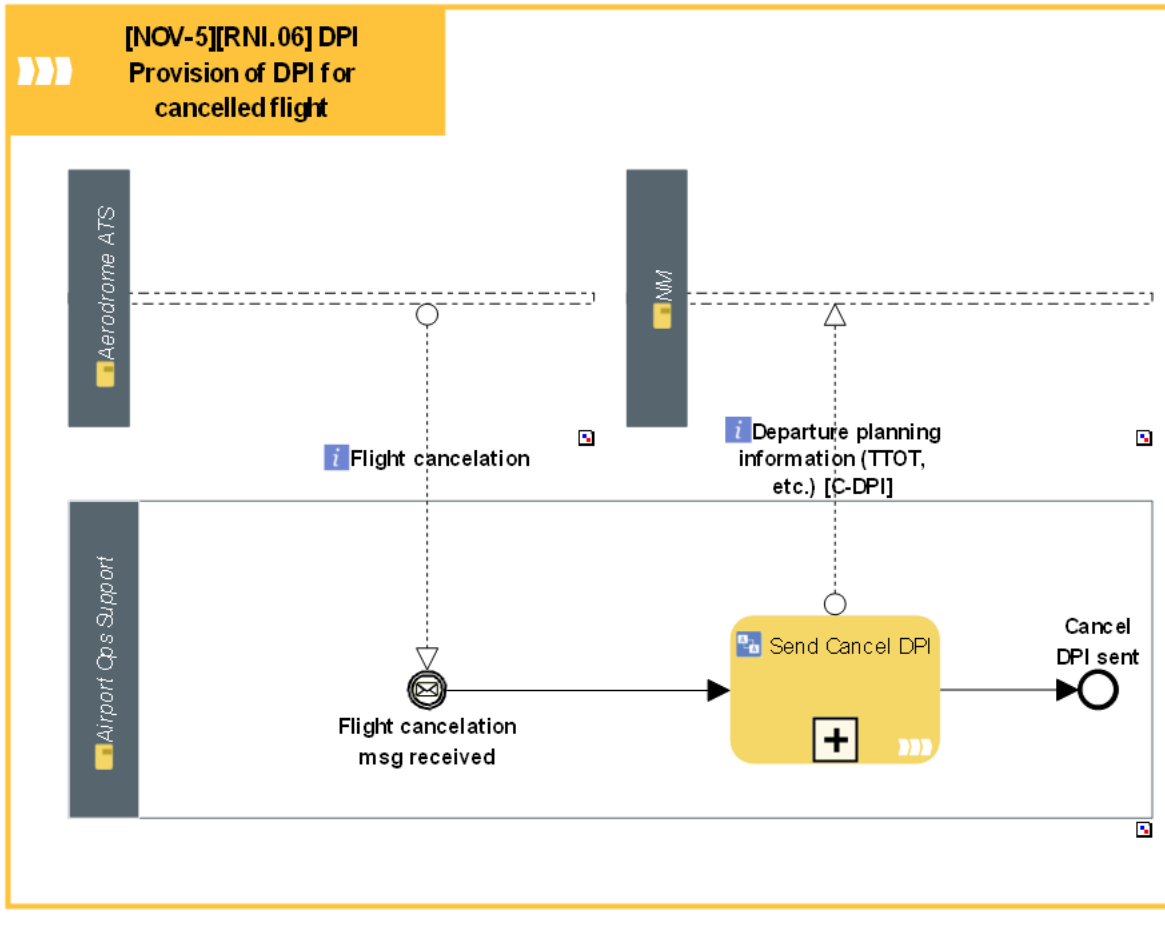 [NOV-5][RNI.06] DPI
Provision of DPI for
cancelled flight
Aerodrome ATS
NM
Flight cancelation
Departure planning
information (TTOT,
etc.) [C-DPI]
Airport Ops Support
Send Cancel DPI
Cancel
DPI sent
Flight cancelation
msg received